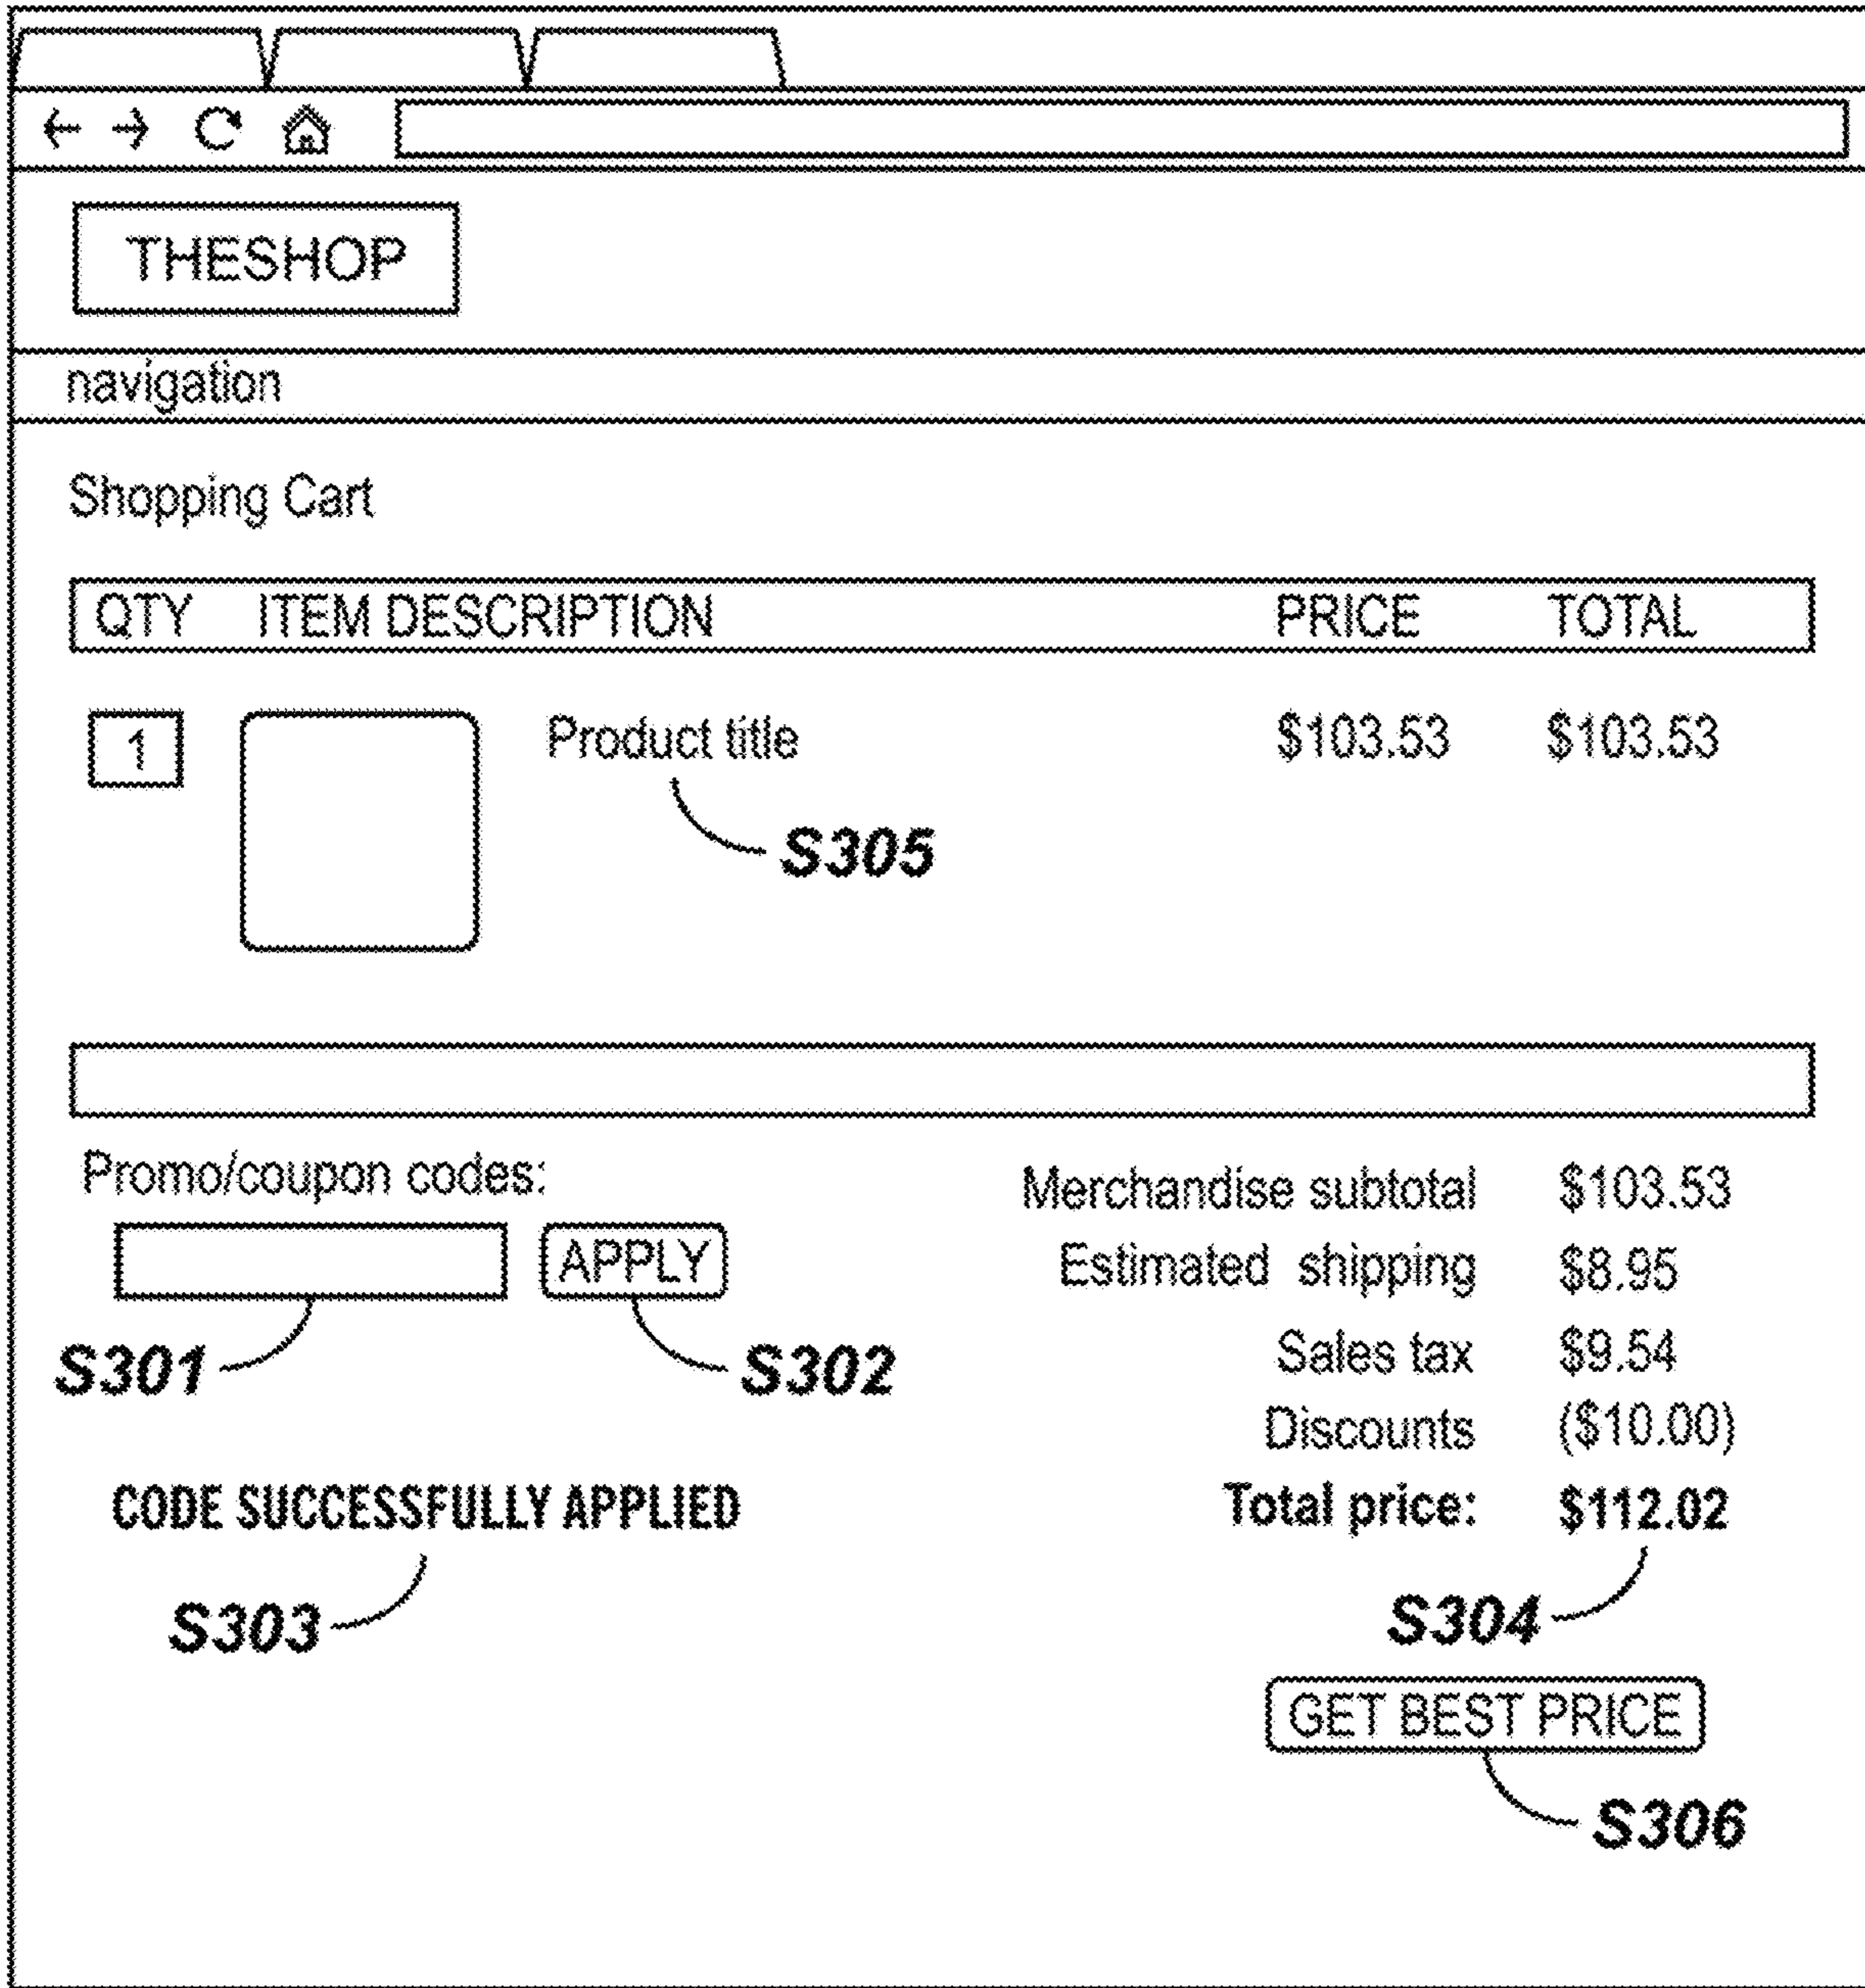 THESHOP
navigation
Shopping Cart
QTY ITEM DESCRIPTION PRICE TOTAL
1 Product title $103.53 $103.53
S305
Promo/coupon codes:
APPLY
S301
S302
CODE SUCCESSFULLY APPLIED
S303
Merchandise subtotal $103.53
Estimated shipping $8.95
Sales tax $9.54
Discounts ($10.00)
Total price: $112.02
S304
GET BEST PRICE
S306